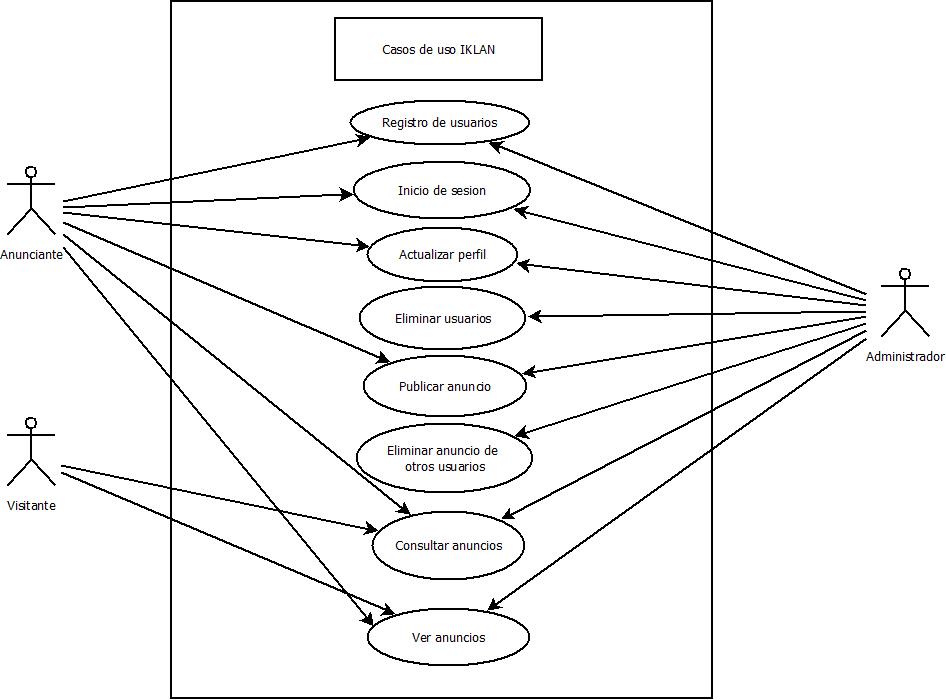 Casos de uso IKLAN
Registro de usuarios
Inicio de sesion
Anunciante
Actualizar perfil
Eliminar usuarios
Administrador
Publicar anuncio
Eliminar anuncio de
otros usuarios
Visitante
Consultar anuncios
Ver anuncios